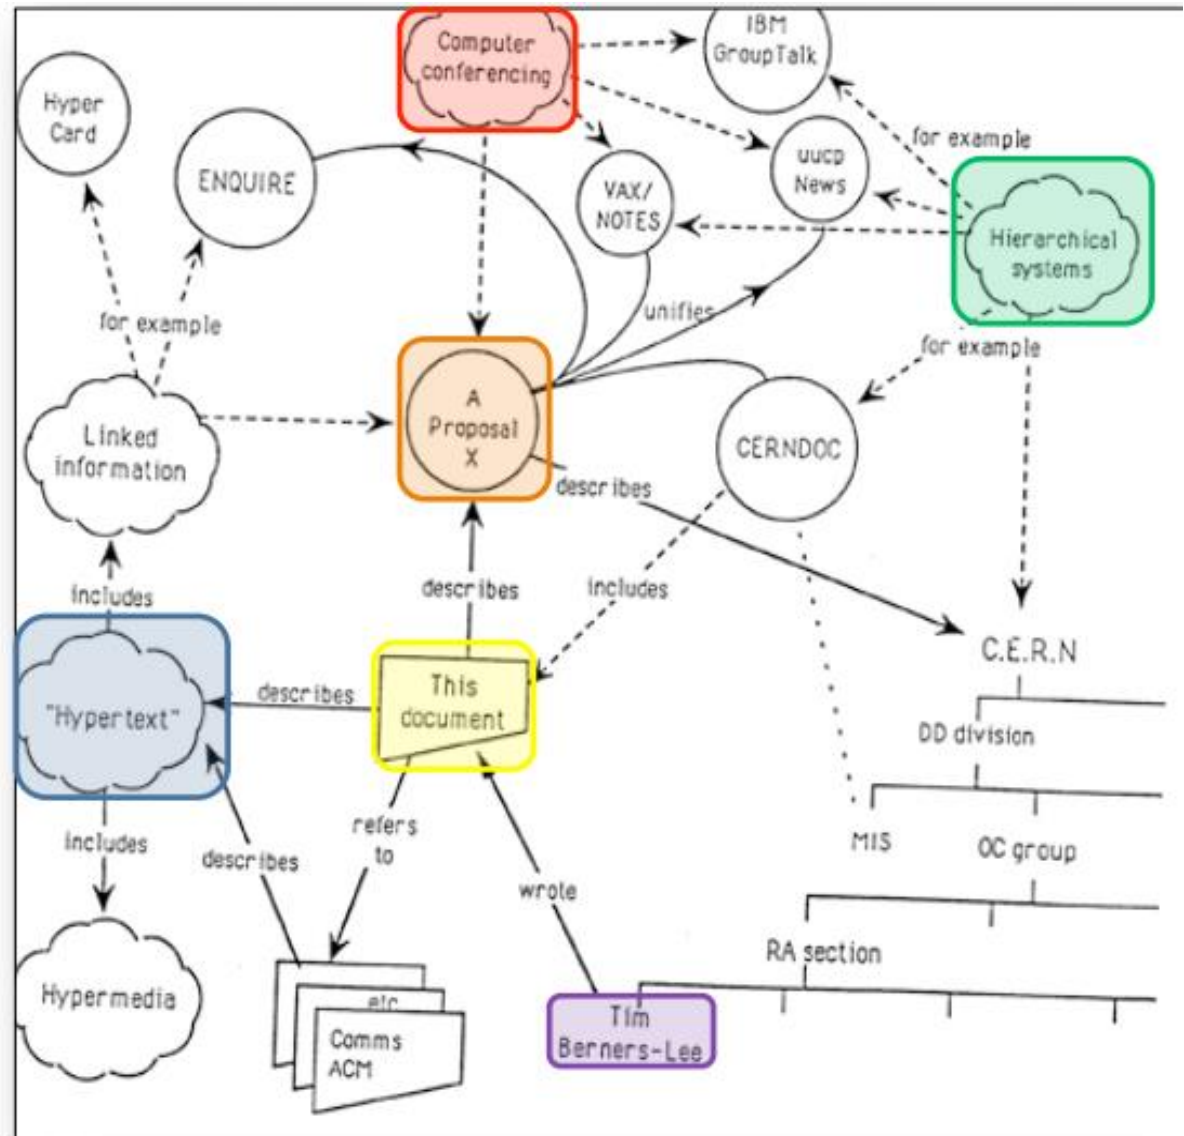 IBM
GroupTalk
Computer
conferencing
Hyper
Card
ENQUIRE
VAX/
NOTES
uucp
News
for example
Hierarchical
systems
for example
unifies
for example
A
Proposal
X
Linked
information
CERNDOC
describes
includes
describes
includes
C.E.R.N
This
document
describes
"Hypertext"
DD division
includes
refers
to
describes
MIS
OC group
wrote
RA section
Hypermedia
etc
Comms
ACM
Tim
Berners-Lee